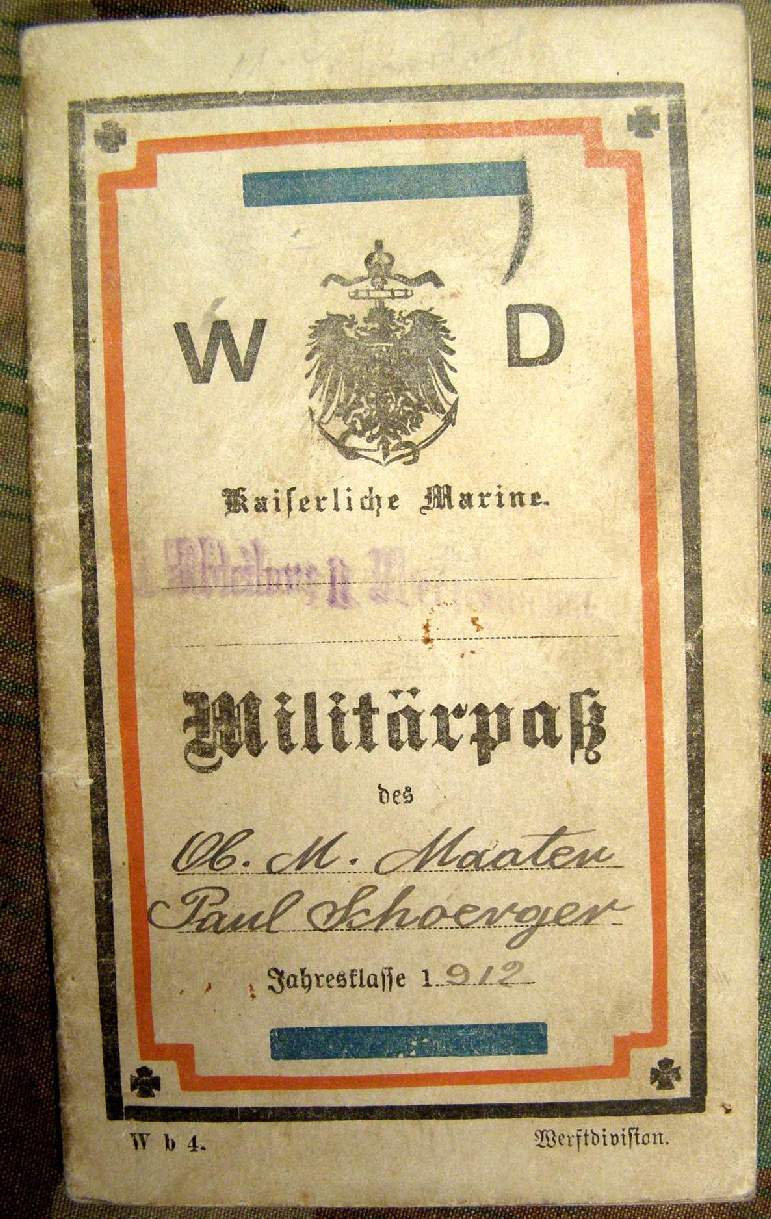 W D
Kaiserliche Marine.
Militärpaß
des
Ob. M. Maaten
Paul Schoerger
Jahresklasse 1912
W b 4.
Werftdivision.